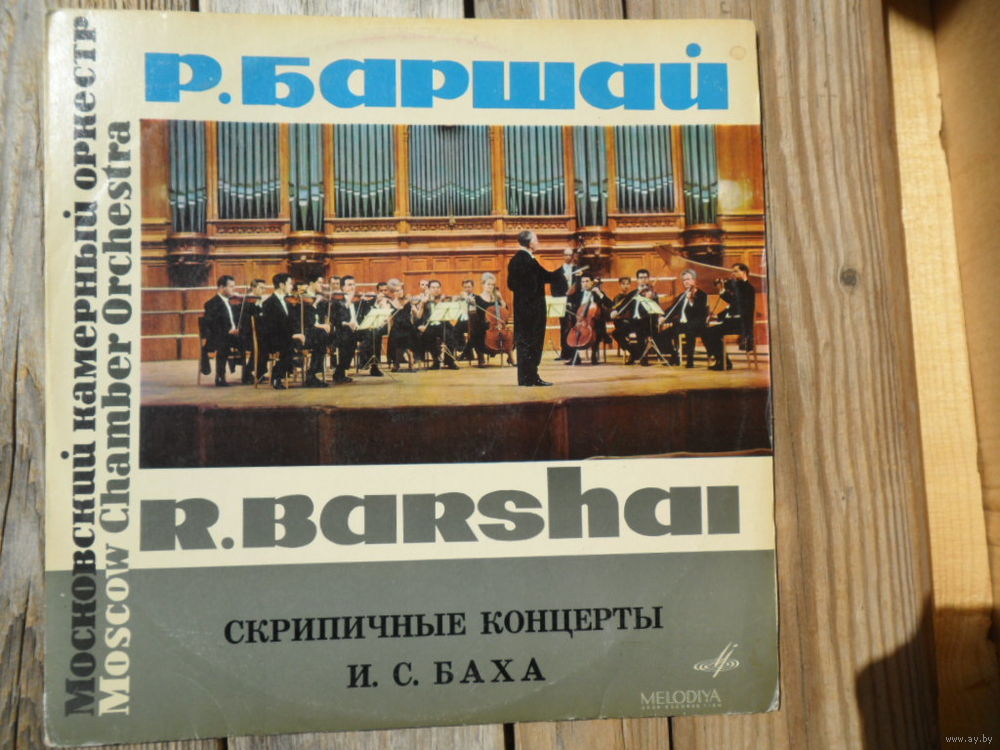 Р. БАРШАЙ
Московский камерный оркестр
Moscow Chamber Orchestra
R. BARSHAI
СКРИПИЧНЫЕ КОНЦЕРТЫ
И. С. БАХА
MELODIYA
www.ay.by